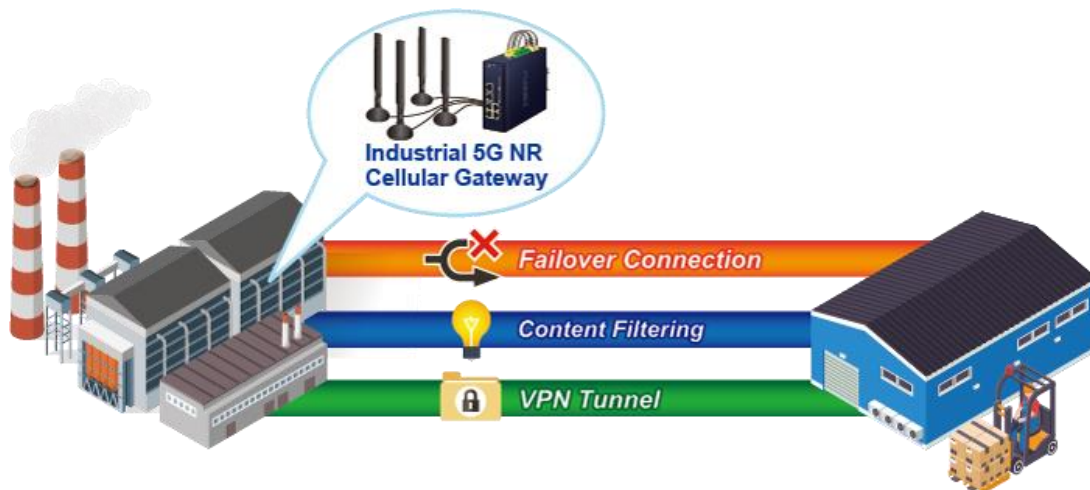 Industrial 5G NR
Cellular Gateway
Failover Connection
Content Filtering
VPN Tunnel